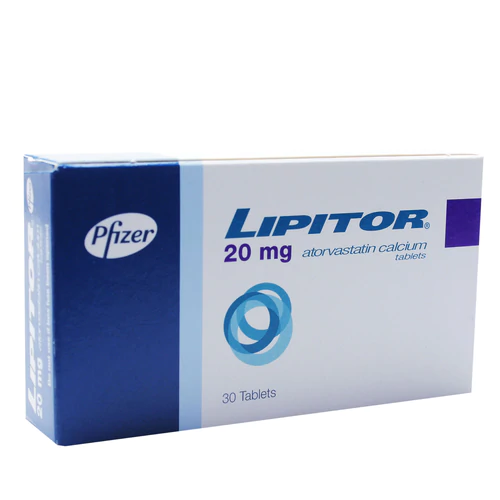 Pfizer
LIPITOR®
20 mg
atorvastatin calcium
tablets
30 Tablets
LIPITOR
20 mg